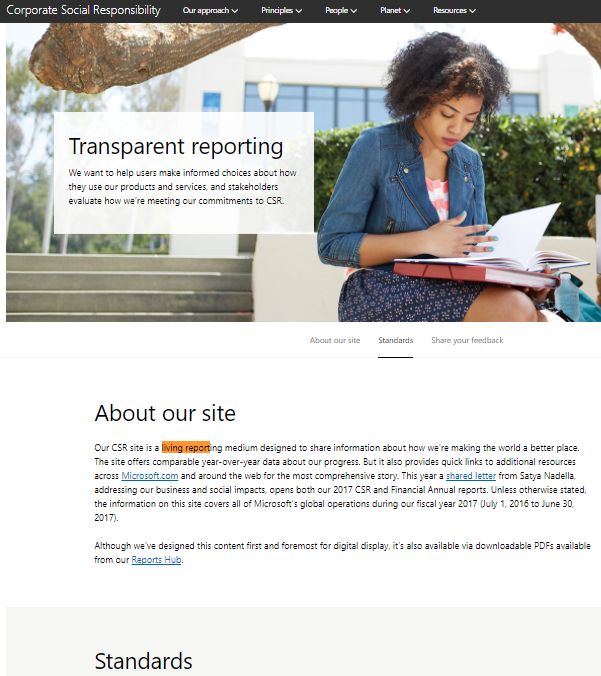 Corporate Social Responsibility Our approach Principles People Planet Resources
Transparent reporting
We want to help users make informed choices about how
they use our products and services, and stakeholders
evaluate how we're meeting our commitments to CSR.
About our site Standards Share your feedback
About our site
Our CSR site is a living reporting medium designed to share information about how we're making the world a better place.
The site offers comparable year-over-year data about our progress. But it also provides quick links to additional resources
across Microsoft.com and around the web for the most comprehensive story. This year a shared letter from Satya Nadella,
addressing our business and social impacts, opens both our 2017 CSR and Financial Annual reports. Unless otherwise stated,
the information on this site covers all of Microsoft's global operations during our fiscal year 2017 (July 1, 2016 to June 30,
2017).
Although we've designed this content first and foremost for digital display, it's also available via downloadable PDFs available
from our Reports Hub.
Standards